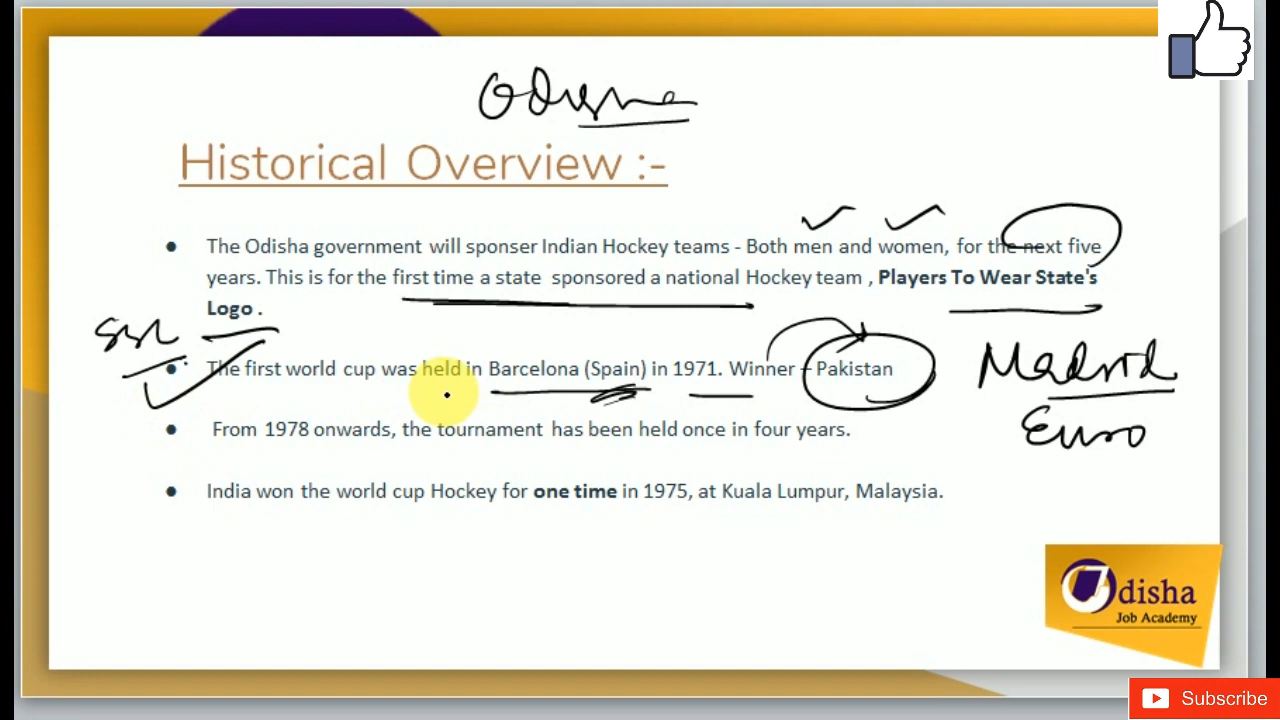 Odisha
Historical Overview :-
The Odisha government will sponser Indian Hockey teams - Both men and women, for the next five
years. This is for the first time a state sponsored a national Hockey team , Players To Wear State's
Logo .
The first world cup was held in Barcelona (Spain) in 1971. Winner - Pakistan
Madrid
Euro
From 1978 onwards, the tournament has been held once in four years.
India won the world cup Hockey for one time in 1975, at Kuala Lumpur, Malaysia.
Odisha
Job Academy
Subscribe